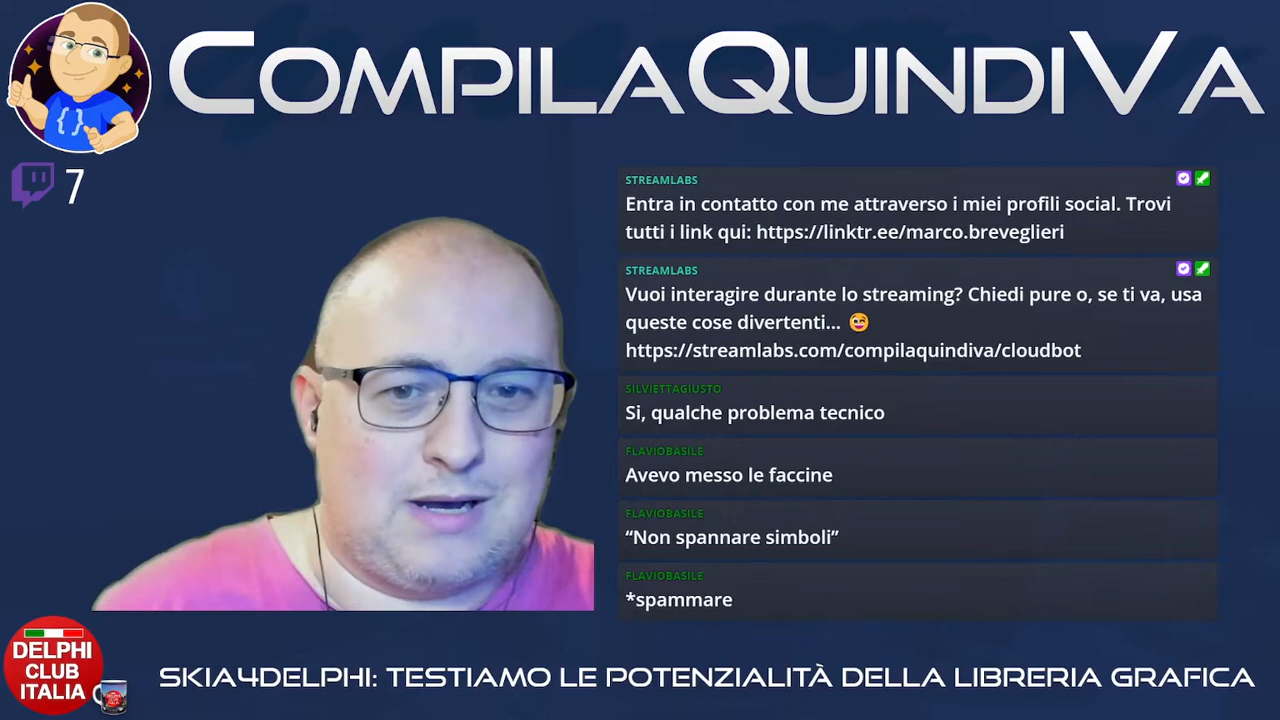 CompilaQuindiVa
7
STREAMLABS
Entra in contatto con me attraverso i miei profili social. Trovi
tutti i link qui: https://linktr.ee/marco.breveglieri
STREAMLABS
Vuoi interagire durante lo streaming? Chiedi pure o, se ti va, usa
queste cose divertenti... 😄
https://streamlabs.com/compilaquindiva/cloudbot
SILVIETTAGIUSTO
Si, qualche problema tecnico
FLAVIOBASILE
Avevo messo le faccine
FLAVIOBASILE
“Non spannare simboli”
FLAVIOBASILE
*spammare
DELPHI
CLUB
ITALIA
SKIA4DELPHI: TESTIAMO LE POTENZIALITÀ DELLA LIBRERIA GRAFICA